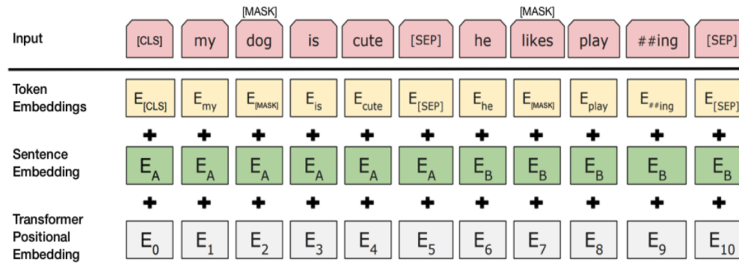 [MASK] [MASK]
Input [CLS] my dog is cute [SEP] he likes play ##ing [SEP]
Token
Embeddings
E[CLS] Emy E[MASK] Eis Ecute E[SEP] Ehe E[MASK] Eplay E##ing E[SEP]
+ + + + + + + + + + +
Sentence
Embedding
EA EA EA EA EA EA EB EB EB EB EB
+ + + + + + + + + + +
Transformer
Positional
Embedding
E0 E1 E2 E3 E4 E5 E6 E7 E8 E9 E10